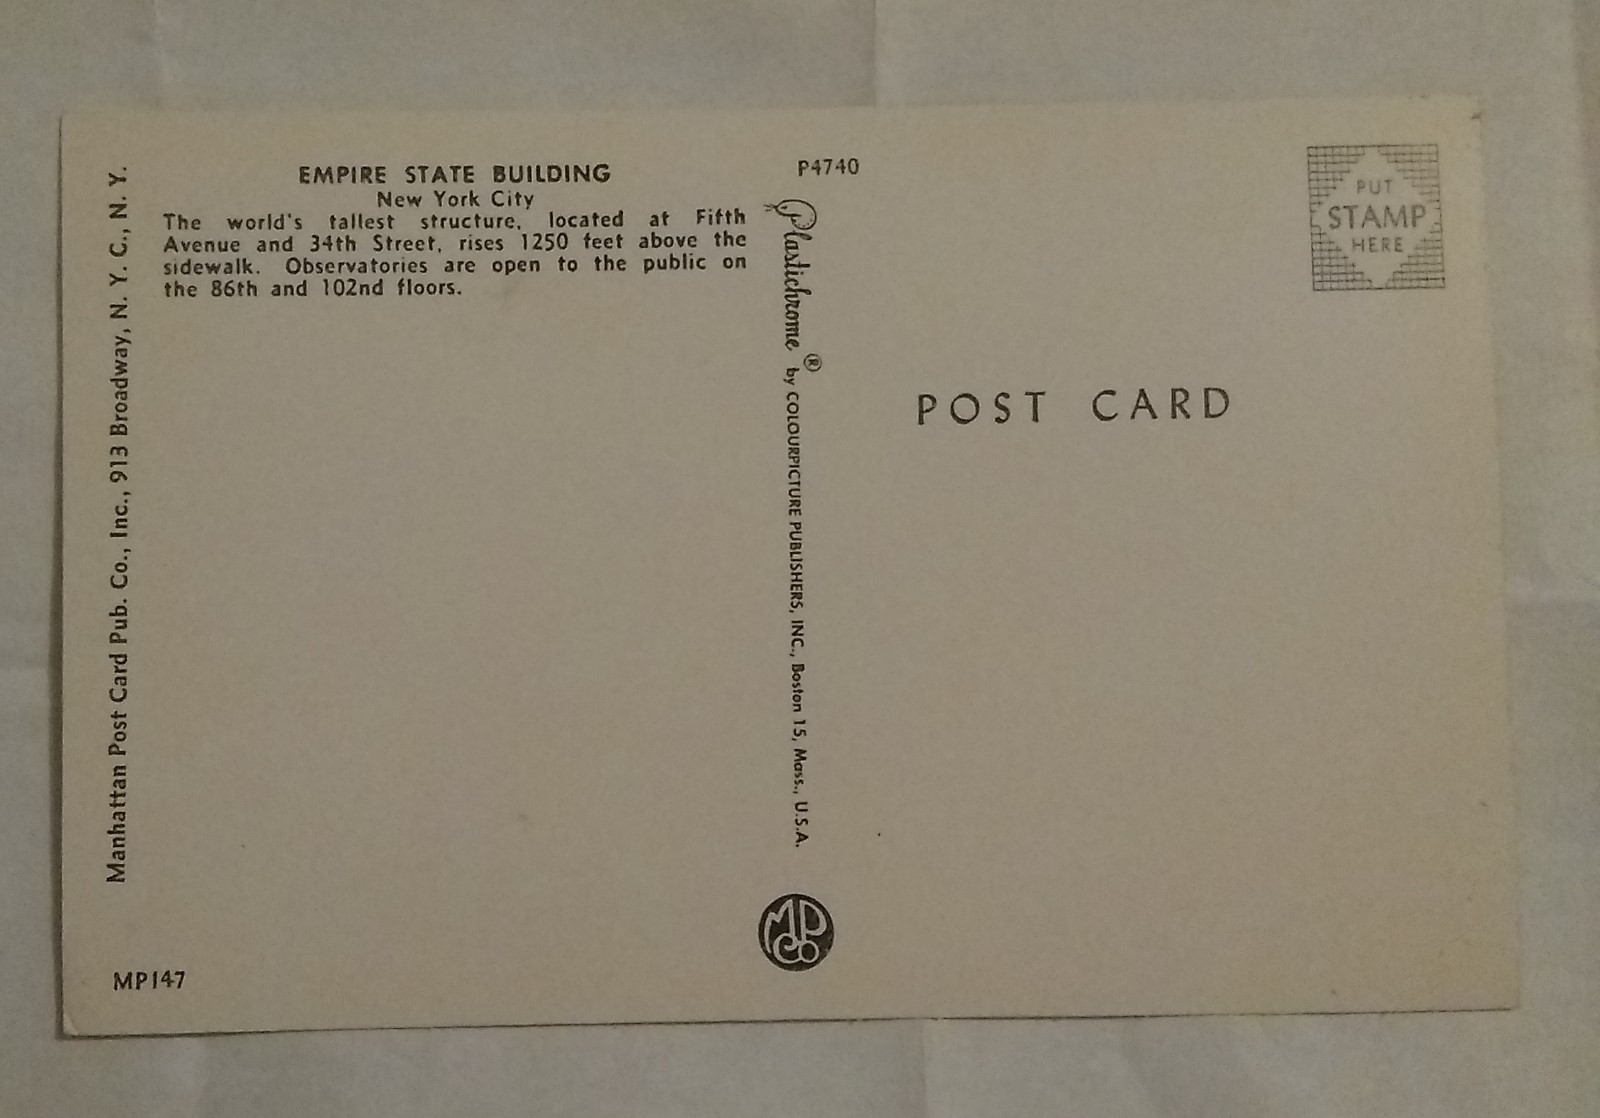 EMPIRE STATE BUILDING
New York City
The world's tallest structure, located at Fifth
Avenue and 34th Street, rises 1250 feet above the
sidewalk. Observatories are open to the public on
the 86th and 102nd floors.
Manhattan Post Card Pub. Co., Inc., 913 Broadway, N. Y. C., N. Y.
MP147
P4740
Plastichrome ® by COLOURPICTURE PUBLISHERS, INC., Boston 15, Mass., U.S.A.
MPCo
PUT
STAMP
HERE
POST CARD